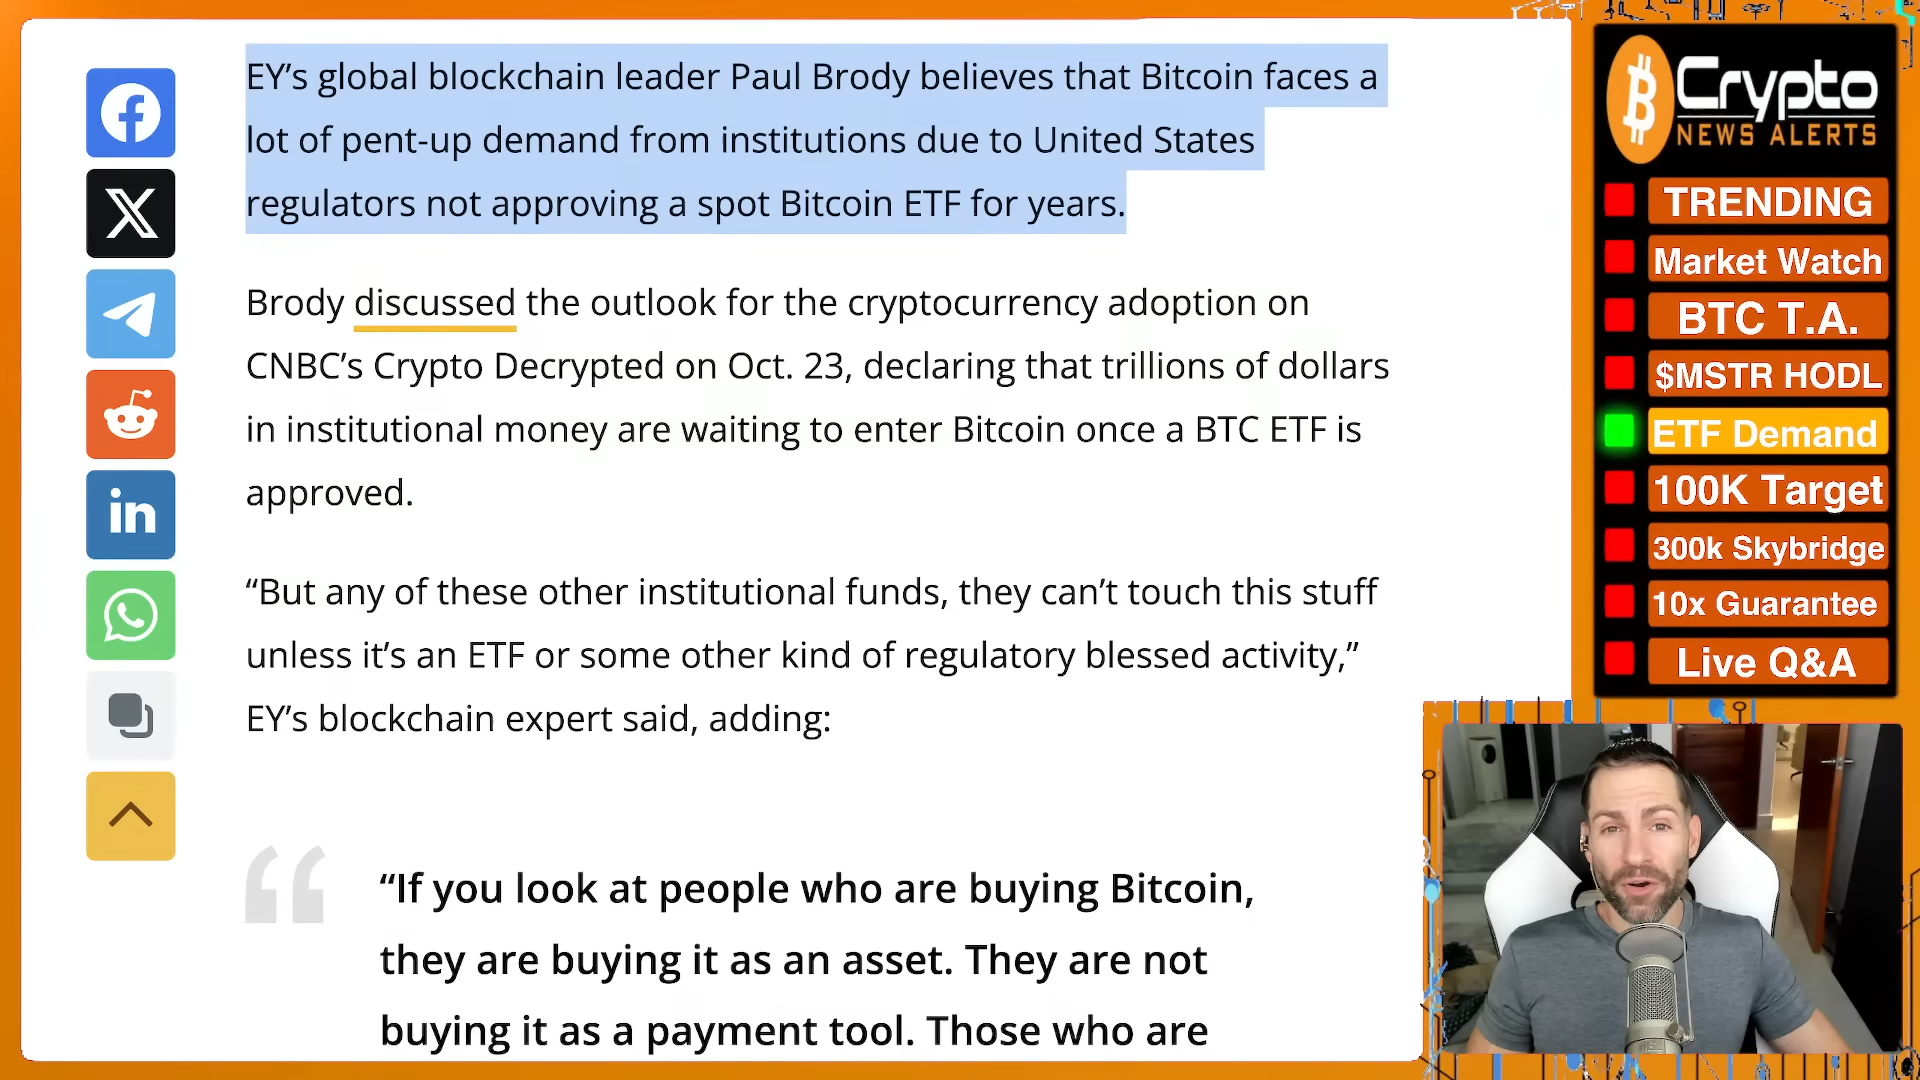 EY’s global blockchain leader Paul Brody believes that Bitcoin faces a
lot of pent-up demand from institutions due to United States
regulators not approving a spot Bitcoin ETF for years.
Brody discussed the outlook for the cryptocurrency adoption on
CNBC’s Crypto Decrypted on Oct. 23, declaring that trillions of dollars
in institutional money are waiting to enter Bitcoin once a BTC ETF is
approved.
“But any of these other institutional funds, they can’t touch this stuff
unless it’s an ETF or some other kind of regulatory blessed activity,”
EY’s blockchain expert said, adding:
“If you look at people who are buying Bitcoin,
they are buying it as an asset. They are not
buying it as a payment tool. Those who are
Crypto
NEWS ALERTS
TRENDING
Market Watch
BTC T.A.
$MSTR HODL
ETF Demand
100K Target
300k Skybridge
10x Guarantee
Live Q&A